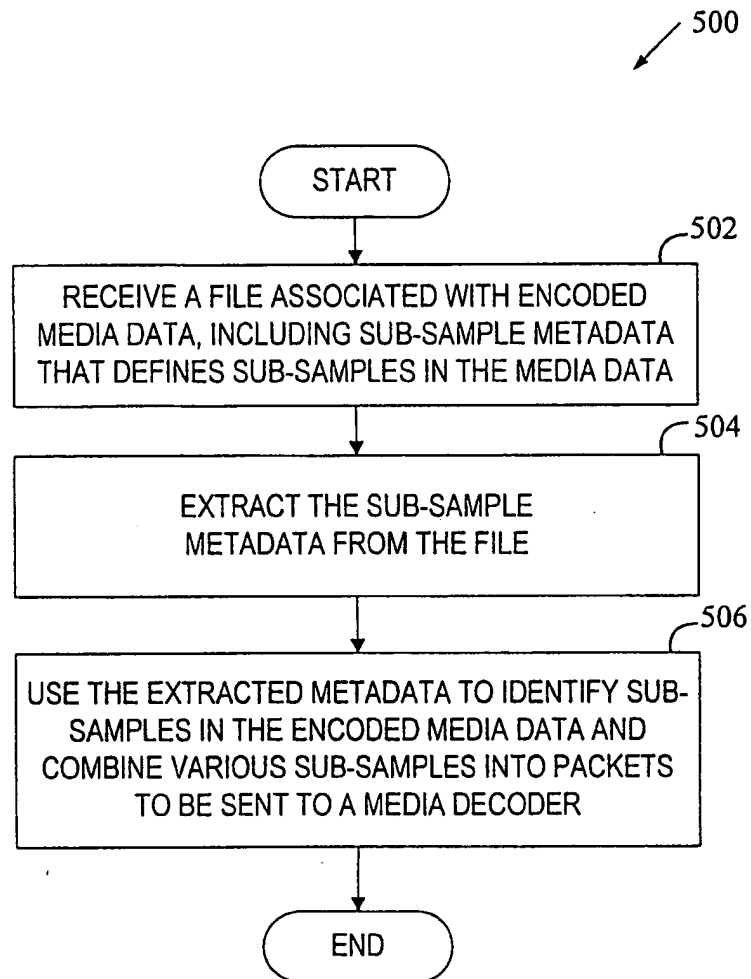 500
START
502
RECEIVE A FILE ASSOCIATED WITH ENCODED
MEDIA DATA, INCLUDING SUB-SAMPLE METADATA
THAT DEFINES SUB-SAMPLES IN THE MEDIA DATA
504
EXTRACT THE SUB-SAMPLE
METADATA FROM THE FILE
506
USE THE EXTRACTED METADATA TO IDENTIFY SUB-
SAMPLES IN THE ENCODED MEDIA DATA AND
COMBINE VARIOUS SUB-SAMPLES INTO PACKETS
TO BE SENT TO A MEDIA DECODER
END